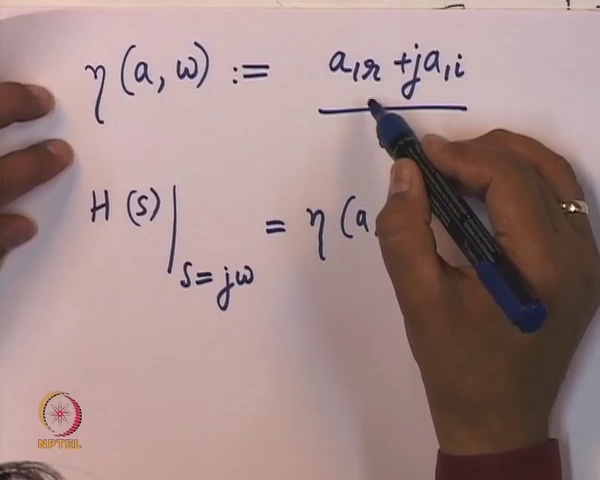 η (a, ω) := a₁r + ja₁i
H (s) | s = jω = η (a,
NPTEL